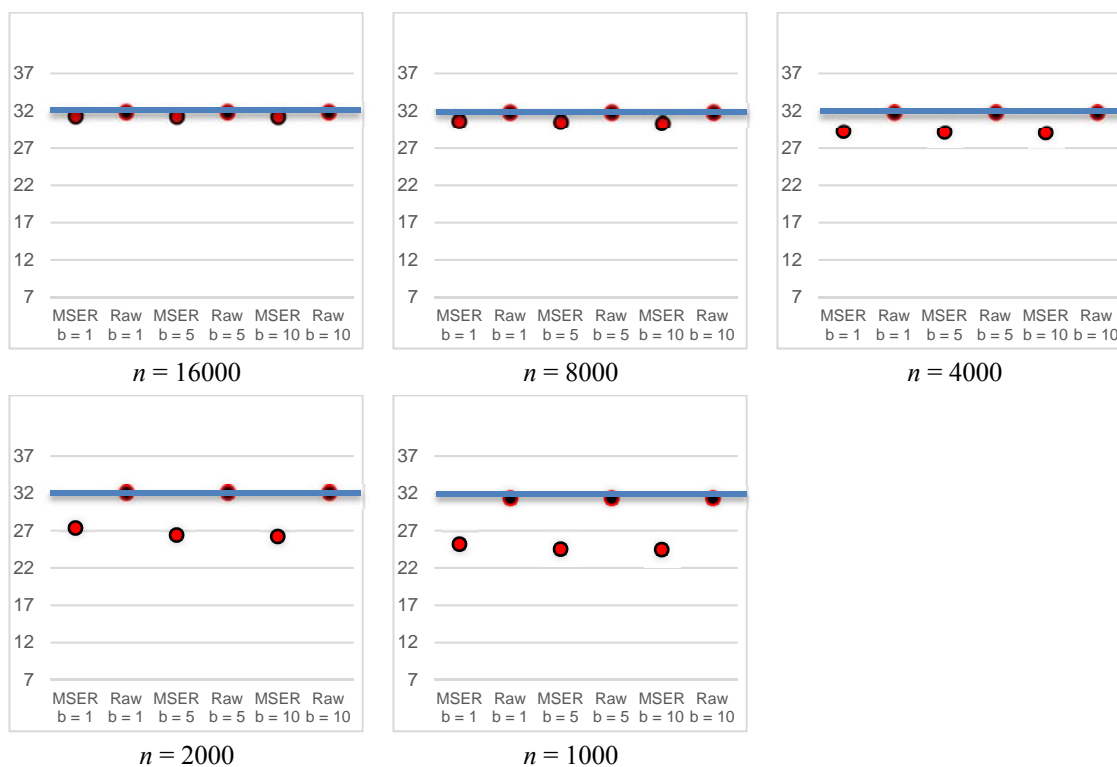 37
32
27
22
17
12
7
MSER Raw MSER Raw MSER Raw
b = 1 b = 1 b = 5 b = 5 b = 10 b = 10
n = 16000
37
32
27
22
17
12
7
MSER Raw MSER Raw MSER Raw
b = 1 b = 1 b = 5 b = 5 b = 10 b = 10
n = 8000
37
32
27
22
17
12
7
MSER Raw MSER Raw MSER Raw
b = 1 b = 1 b = 5 b = 5 b = 10 b = 10
n = 4000
37
32
27
22
17
12
7
MSER Raw MSER Raw MSER Raw
b = 1 b = 1 b = 5 b = 5 b = 10 b = 10
n = 2000
37
32
27
22
17
12
7
MSER Raw MSER Raw MSER Raw
b = 1 b = 1 b = 5 b = 5 b = 10 b = 10
n = 1000